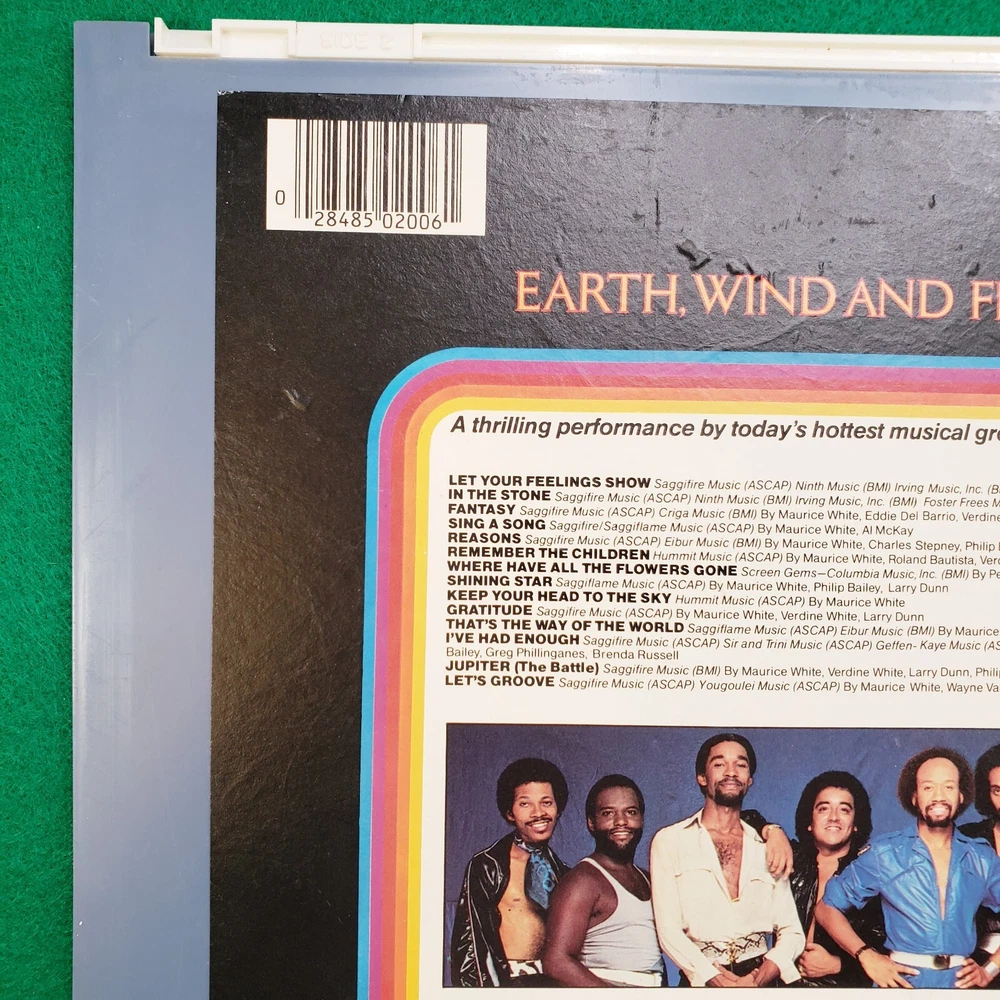 SIDE 2
0 28485 02006
EARTH, WIND AND
A thrilling performance by today's hottest musical
LET YOUR FEELINGS SHOW Saggifire Music (ASCAP) Ninth Music (BMI) Irving Music, Inc.
IN THE STONE Saggifire Music (ASCAP) Ninth Music (BMI) Irving Music, Inc. (BMI) Foster Frees
FANTASY Saggifire Music (ASCAP) Criga Music (BMI) By Maurice White, Eddie Del Barrio, Verdine
SING A SONG Saggifire/Saggiflame Music (ASCAP) By Maurice White, Al McKay
REASONS Saggifire Music (ASCAP) Eibur Music (BMI) By Maurice White, Charles Stepney, Philip
REMEMBER THE CHILDREN Hummit Music (ASCAP) By Maurice White, Roland Bautista,
WHERE HAVE ALL THE FLOWERS GONE Screen Gems—Columbia Music, Inc. (BMI) By
SHINING STAR Saggiflame Music (ASCAP) By Maurice White, Philip Bailey, Larry Dunn
KEEP YOUR HEAD TO THE SKY Hummit Music (ASCAP) By Maurice White
GRATITUDE Saggifire Music (ASCAP) By Maurice White, Verdine White, Larry Dunn
THAT'S THE WAY OF THE WORLD Saggiflame Music (ASCAP) Eibur Music (BMI) By Maurice
I'VE HAD ENOUGH Saggifire Music (ASCAP) Sir and Trini Music (ASCAP) Geffen- Kaye Music
Bailey, Greg Phillinganes, Brenda Russell
JUPITER (The Battle) Saggifire Music (BMI) By Maurice White, Verdine White, Larry Dunn,
LET'S GROOVE Saggifire Music (ASCAP) Yougoulei Music (ASCAP) By Maurice White, Wayne